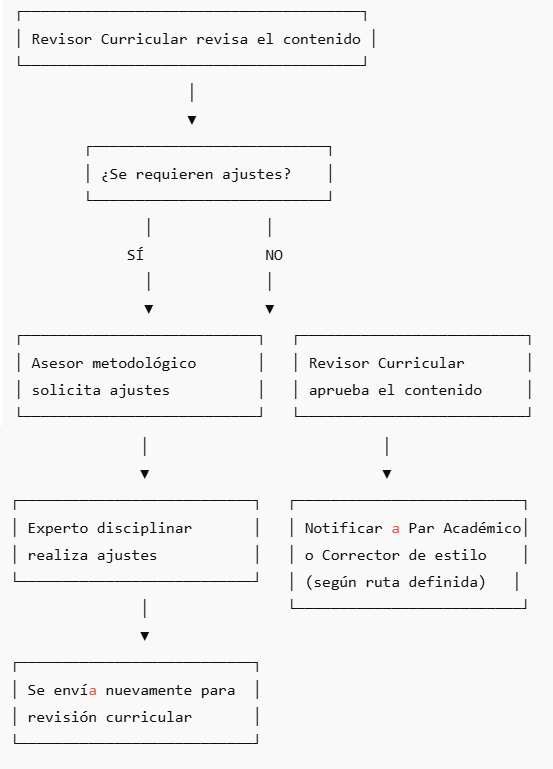 Revisor Curricular revisa el contenido
¿Se requieren ajustes?
SÍ NO
Asesor metodológico
solicita ajustes
Revisor Curricular
aprueba el contenido
Experto disciplinar
realiza ajustes
Notificar a Par Académico
o Corrector de estilo
(según ruta definida)
Se envía nuevamente para
revisión curricular